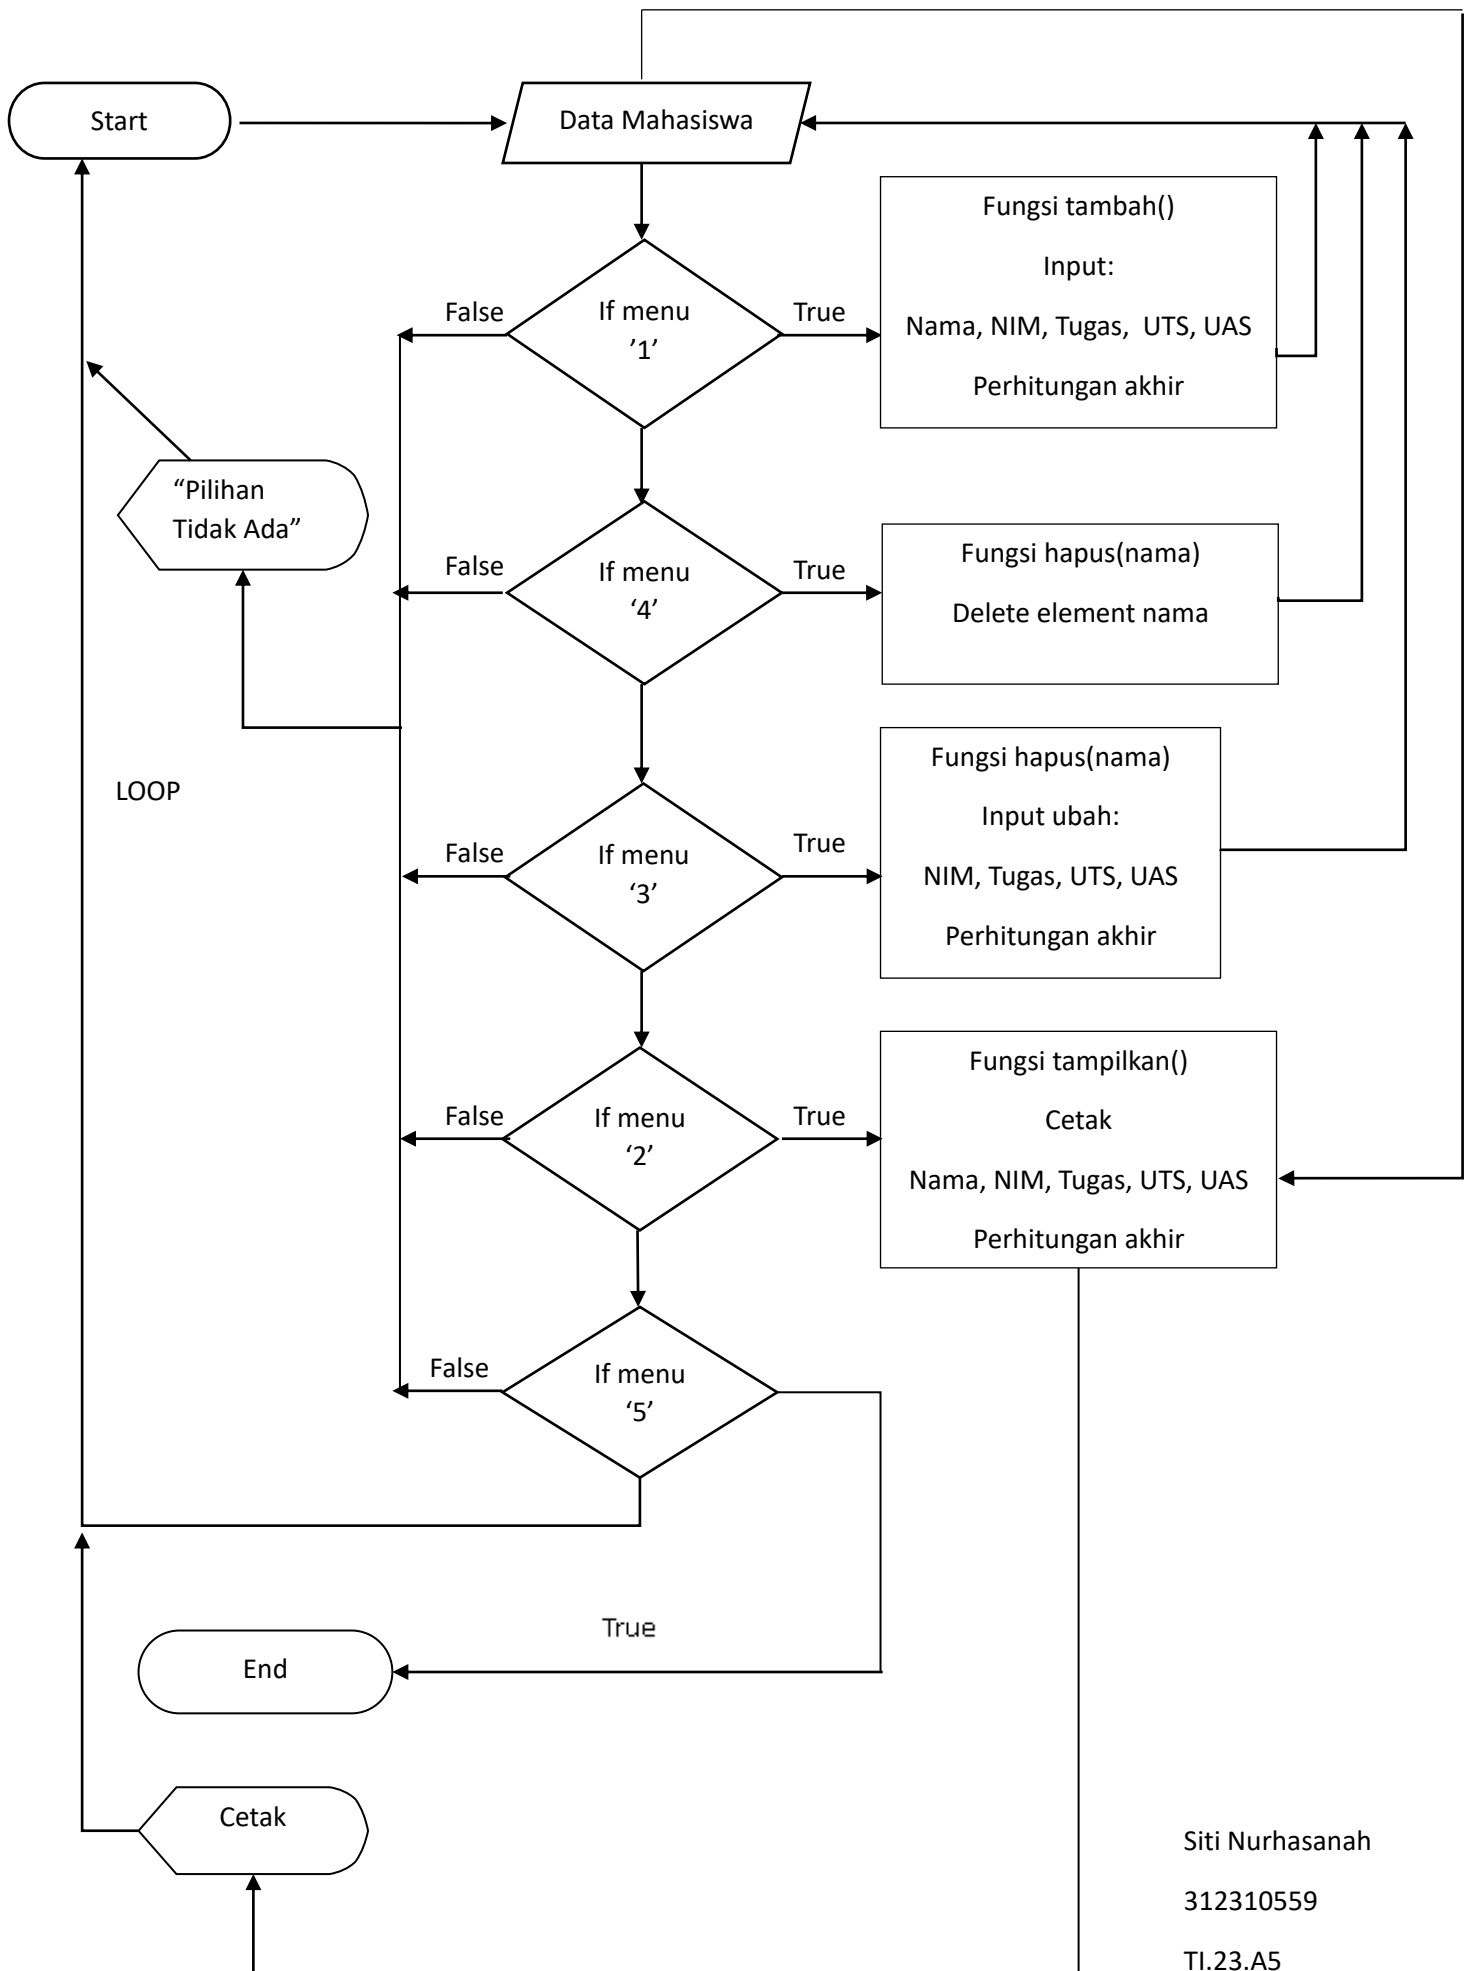 Start
Data Mahasiswa
Fungsi tambah()
Input:
Nama, NIM, Tugas, UTS, UAS
Perhitungan akhir
False
If menu
’1’
True
“Pilihan
Tidak Ada”
False
If menu
‘4’
True
Fungsi hapus(nama)
Delete element nama
LOOP
False
If menu
‘3’
True
Fungsi hapus(nama)
Input ubah:
NIM, Tugas, UTS, UAS
Perhitungan akhir
False
If menu
‘2’
True
Fungsi tampilkan()
Cetak
Nama, NIM, Tugas, UTS, UAS
Perhitungan akhir
False
If menu
‘5’
True
End
Cetak
Siti Nurhasanah
312310559
TI.23.A5